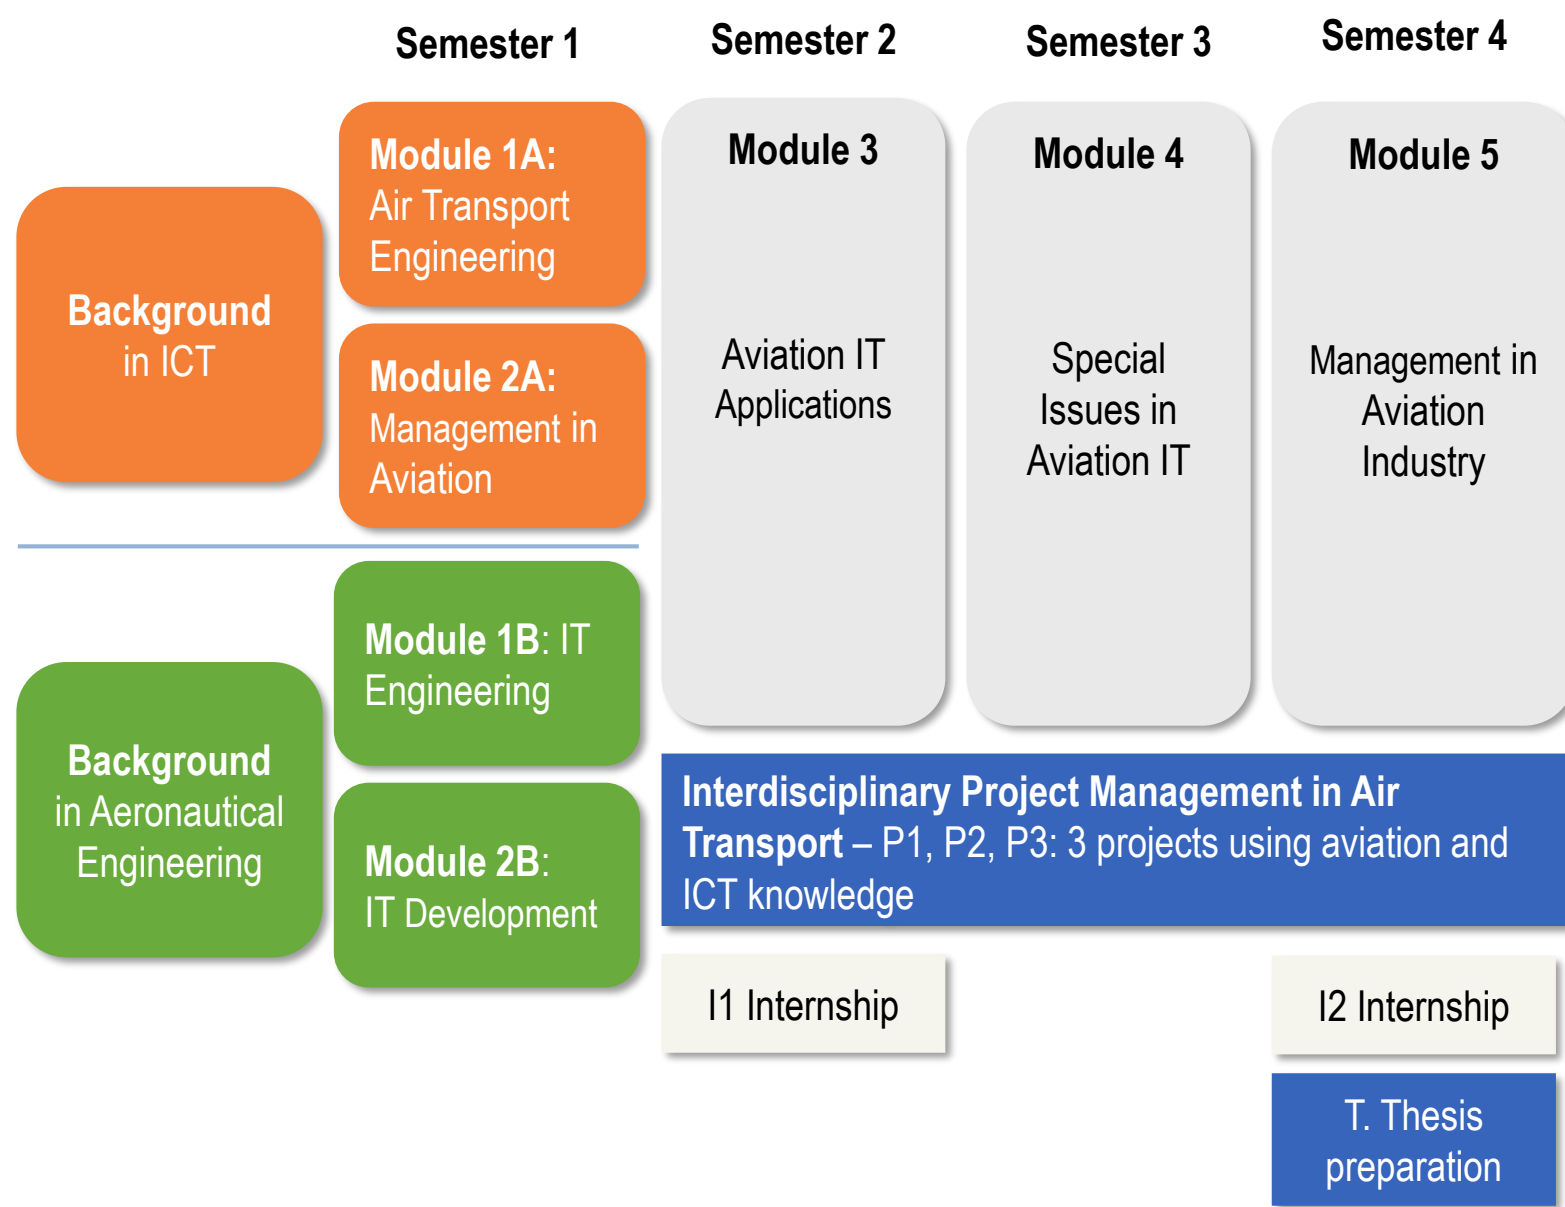 Semester 1
Semester 2
Semester 3
Semester 4
Background
in ICT
Module 1A:
Air Transport
Engineering
Module 2A:
Management in
Aviation
Background
in Aeronautical
Engineering
Module 1B: IT
Engineering
Module 2B:
IT Development
Module 3
Aviation IT
Applications
Module 4
Special
Issues in
Aviation IT
Module 5
Management in
Aviation
Industry
Interdisciplinary Project Management in Air
Transport – P1, P2, P3: 3 projects using aviation and
ICT knowledge
I1 Internship
I2 Internship
T. Thesis
preparation